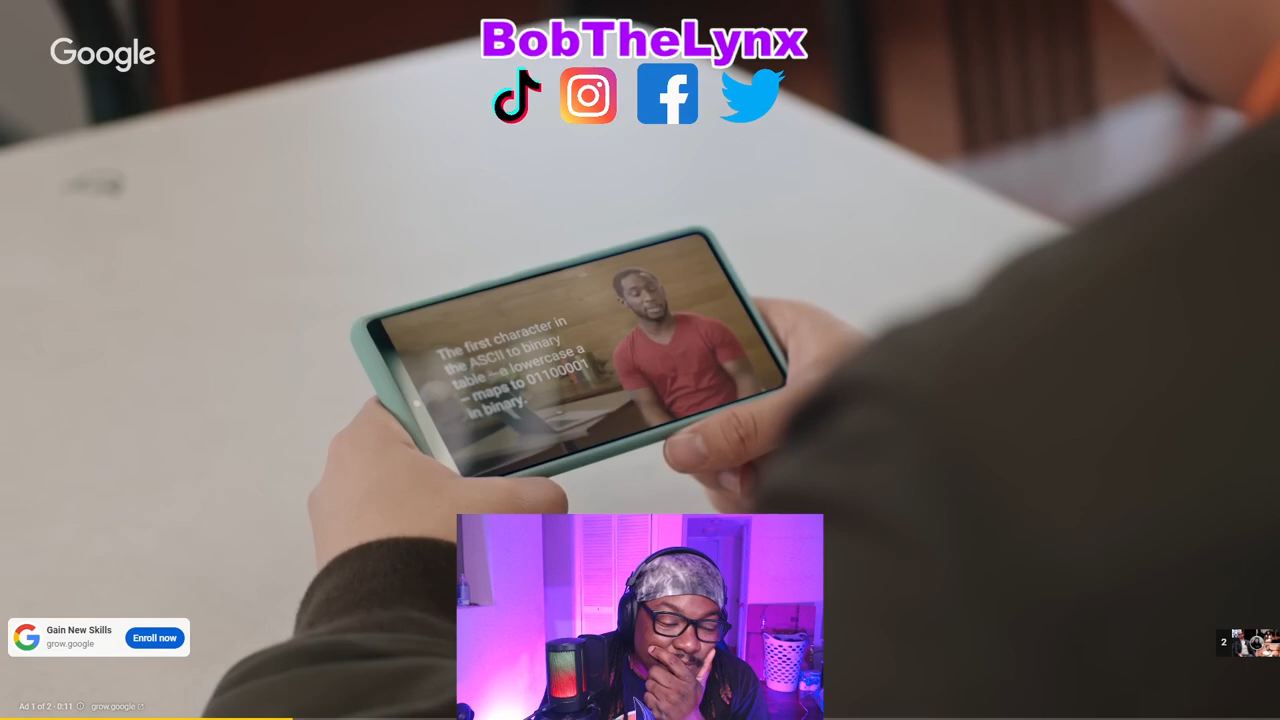 Google
BobTheLynx
The first character in
the ASCII to binary
table – a lowercase a
– maps to 01100001
in binary.
G Gain New Skills
grow.google
Enroll now
2
Ad 1 of 2 · 0:11
grow.google